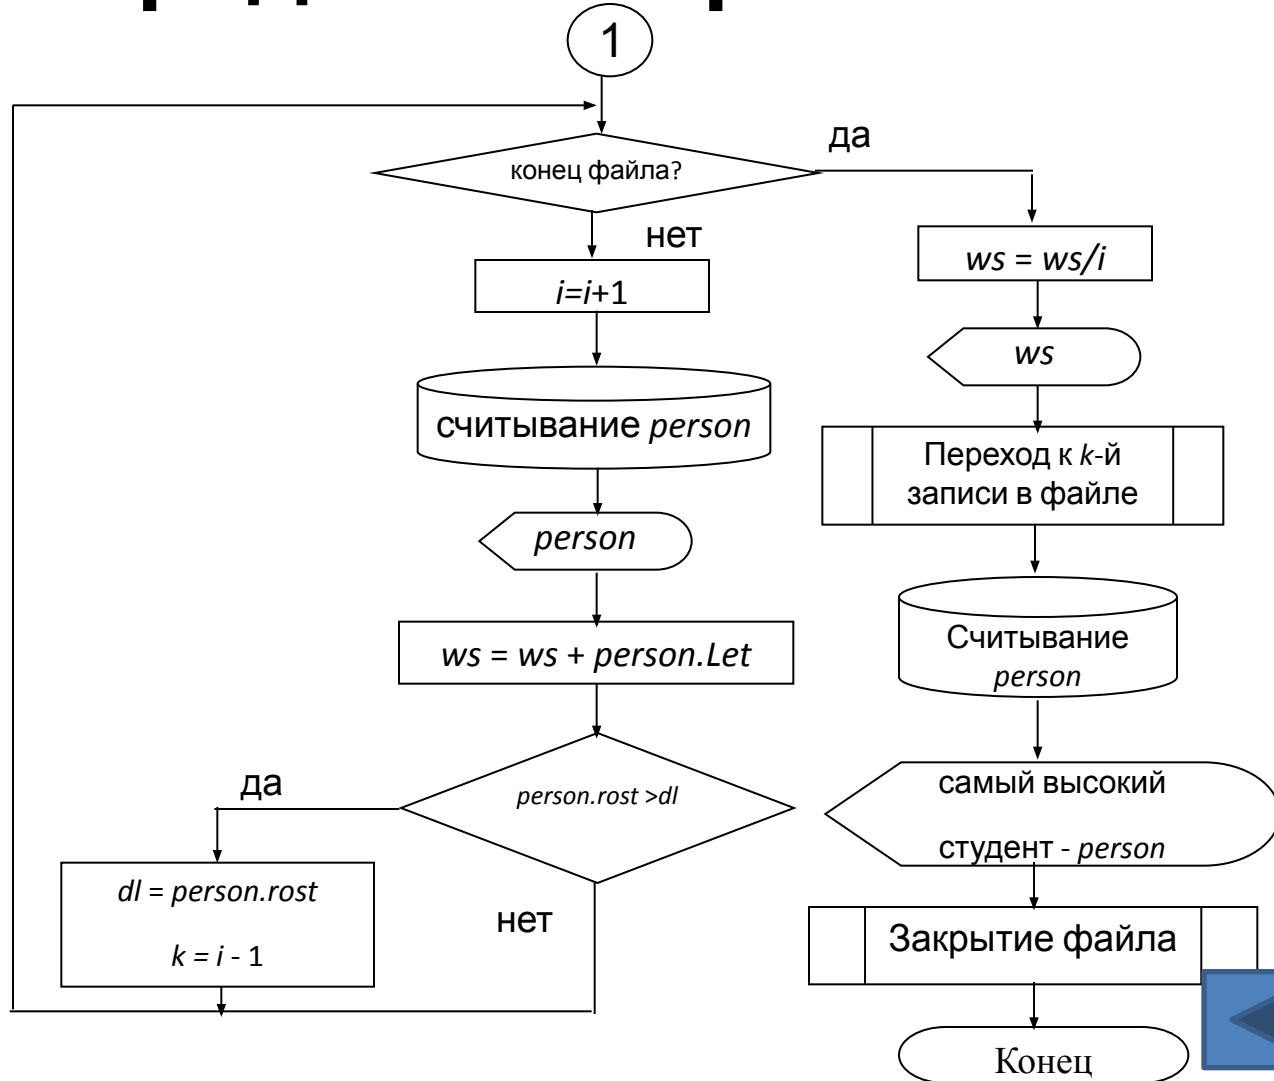 1
конец файла?
да
нет
i=i+1
считывание person
person
ws = ws + person.Let
person.rost >dl
да
dl = person.rost
k = i - 1
нет
ws = ws/i
ws
Переход к k-й
записи в файле
Считывание
person
самый высокий
студент - person
Закрытие файла
Конец